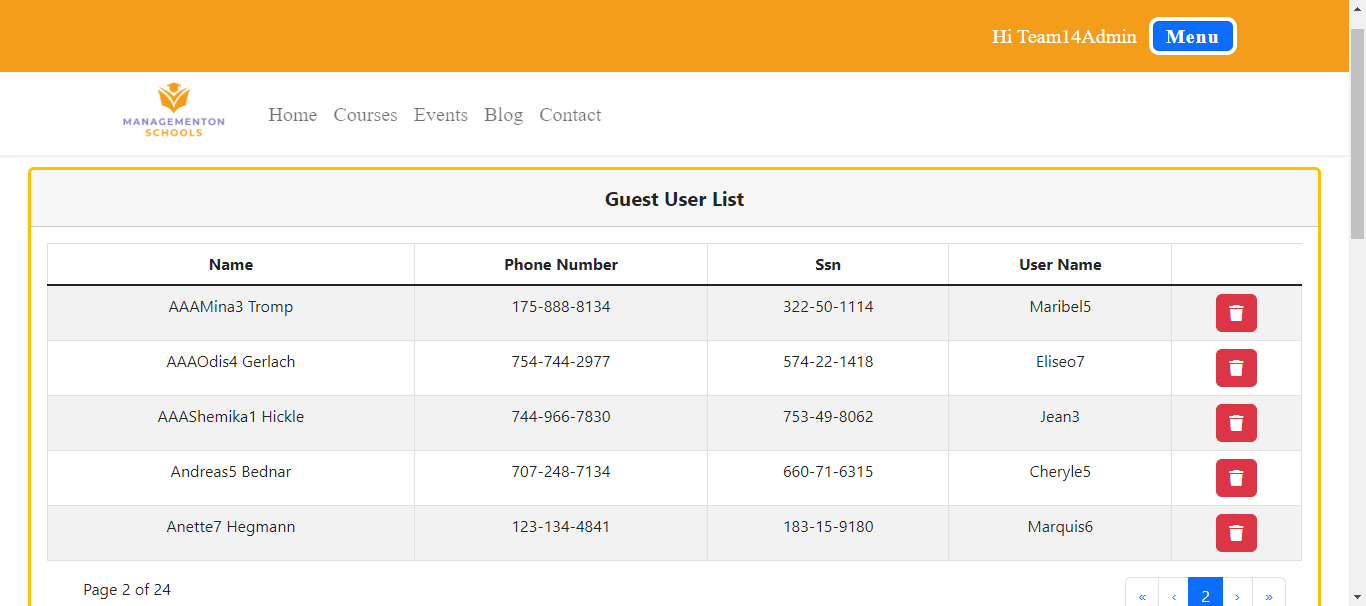 Hi Team14Admin Menu
MANAGEMENTON
SCHOOLS
Home Courses Events Blog Contact
Guest User List
Name Phone Number Ssn User Name
AAAMina3 Tromp 175-888-8134 322-50-1114 Maribel5
AAAOdis4 Gerlach 754-744-2977 574-22-1418 Eliseo7
AAAShemika1 Hickle 744-966-7830 753-49-8062 Jean3
Andreas5 Bednar 707-248-7134 660-71-6315 Cheryle5
Anette7 Hegmann 123-134-4841 183-15-9180 Marquis6
Page 2 of 24 « ‹ 2 › »